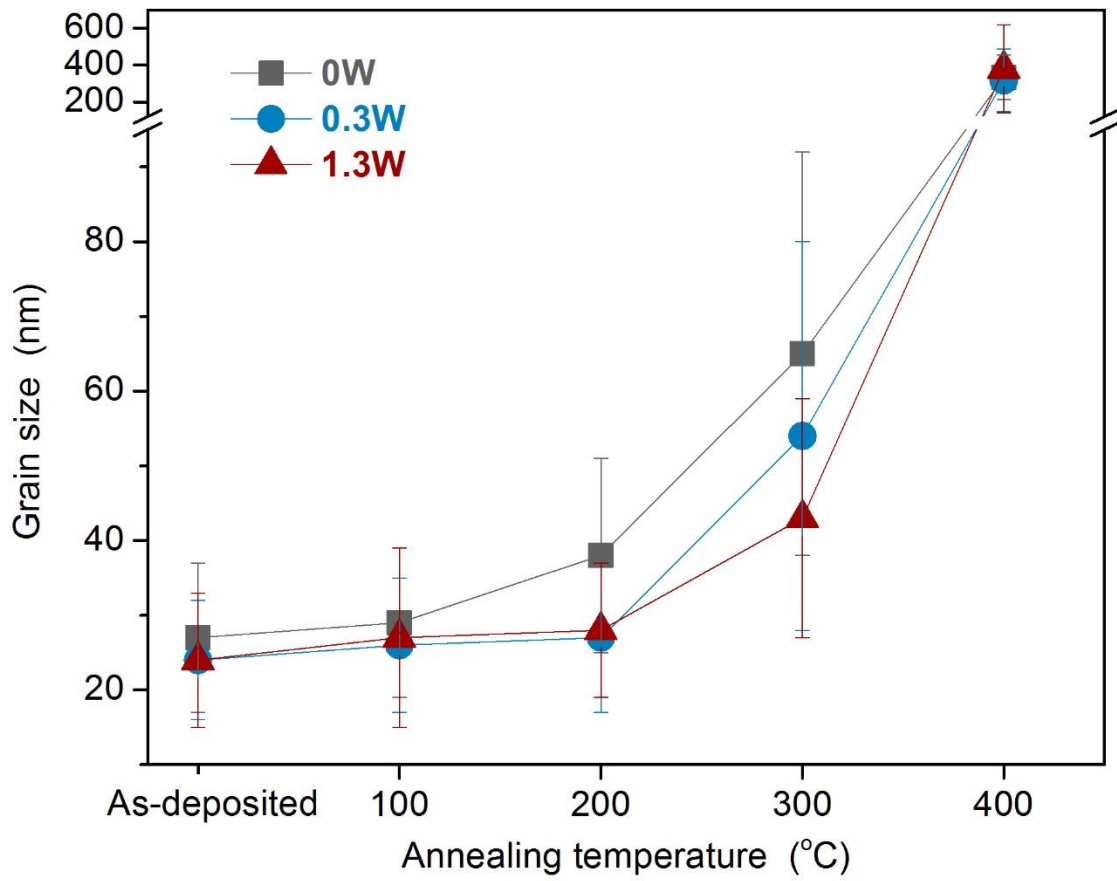 600
400
200
80
60
40
20
Grain size (nm)
0W
0.3W
1.3W
As-deposited 100 200 300 400
Annealing temperature (°C)